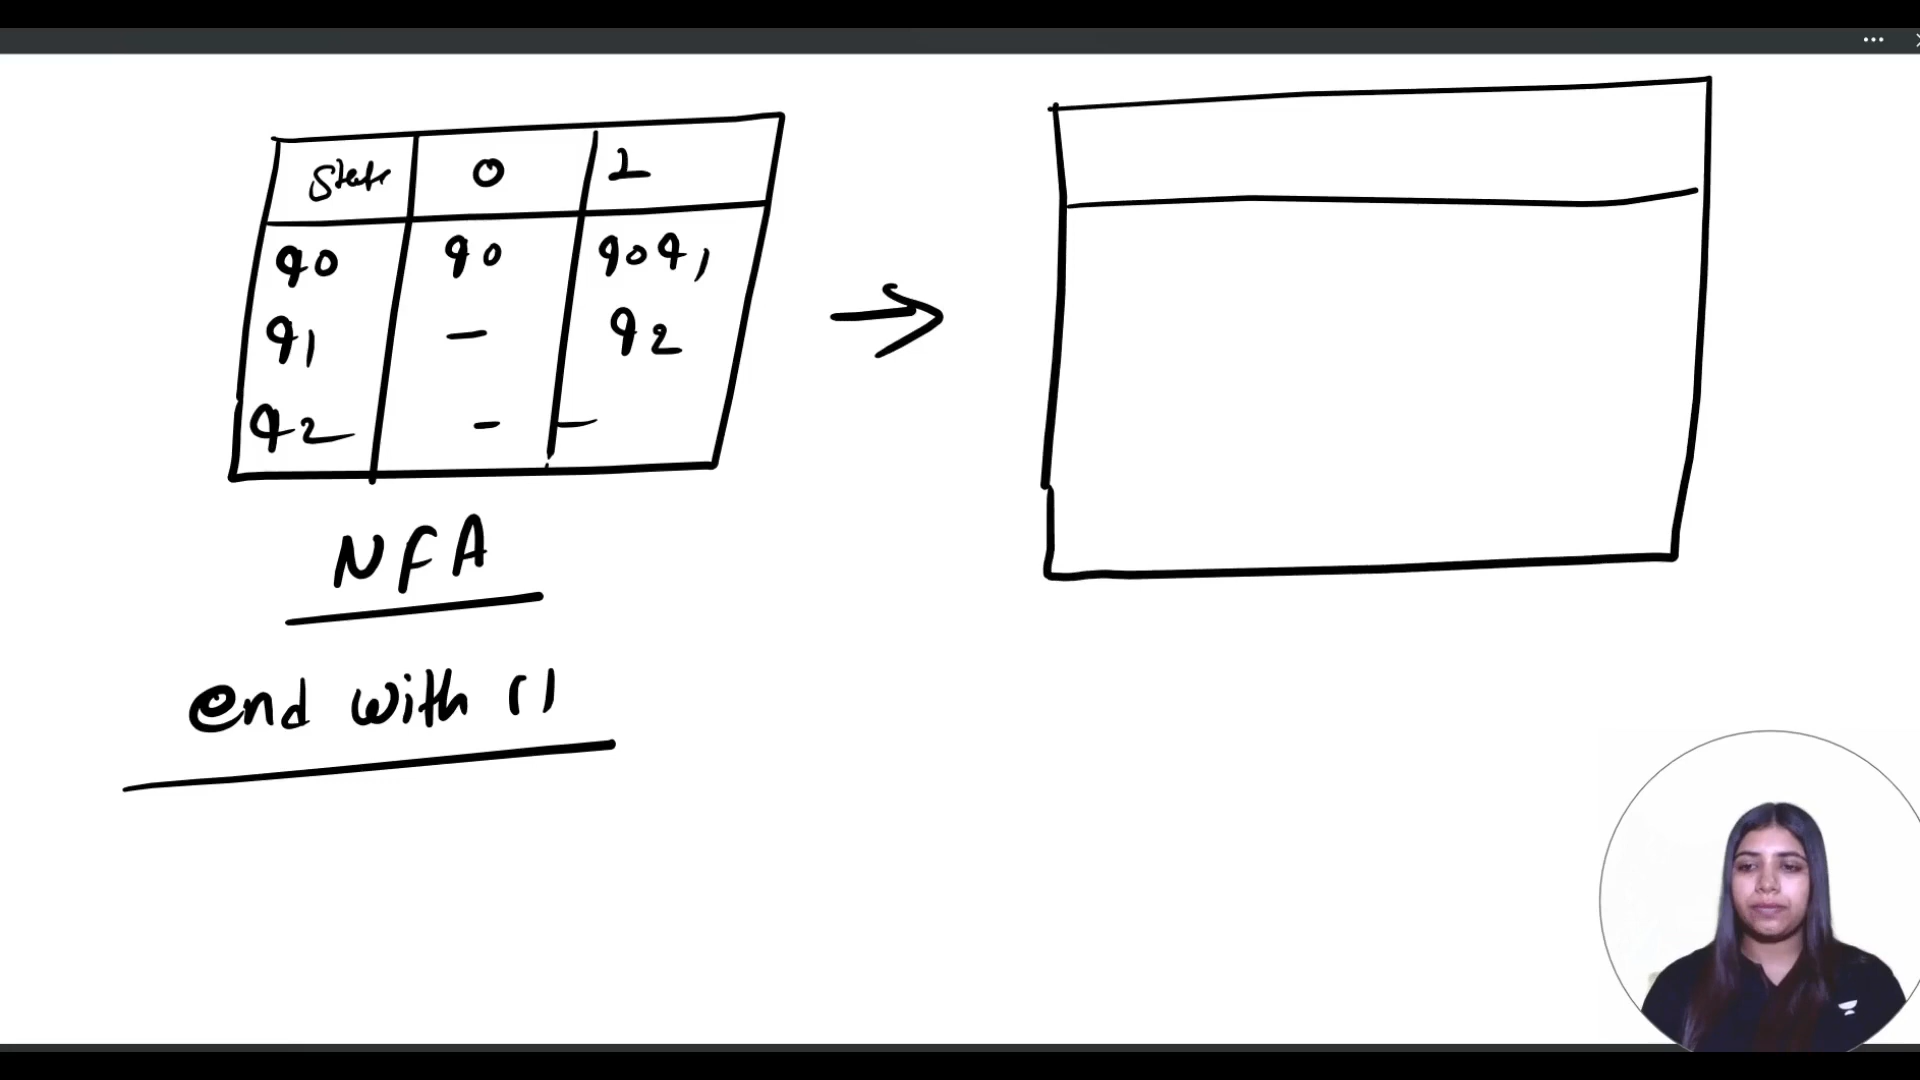 State 0 1
q0 q0 q0q1
q1 - q2
q2 - -
NFA
end with 11